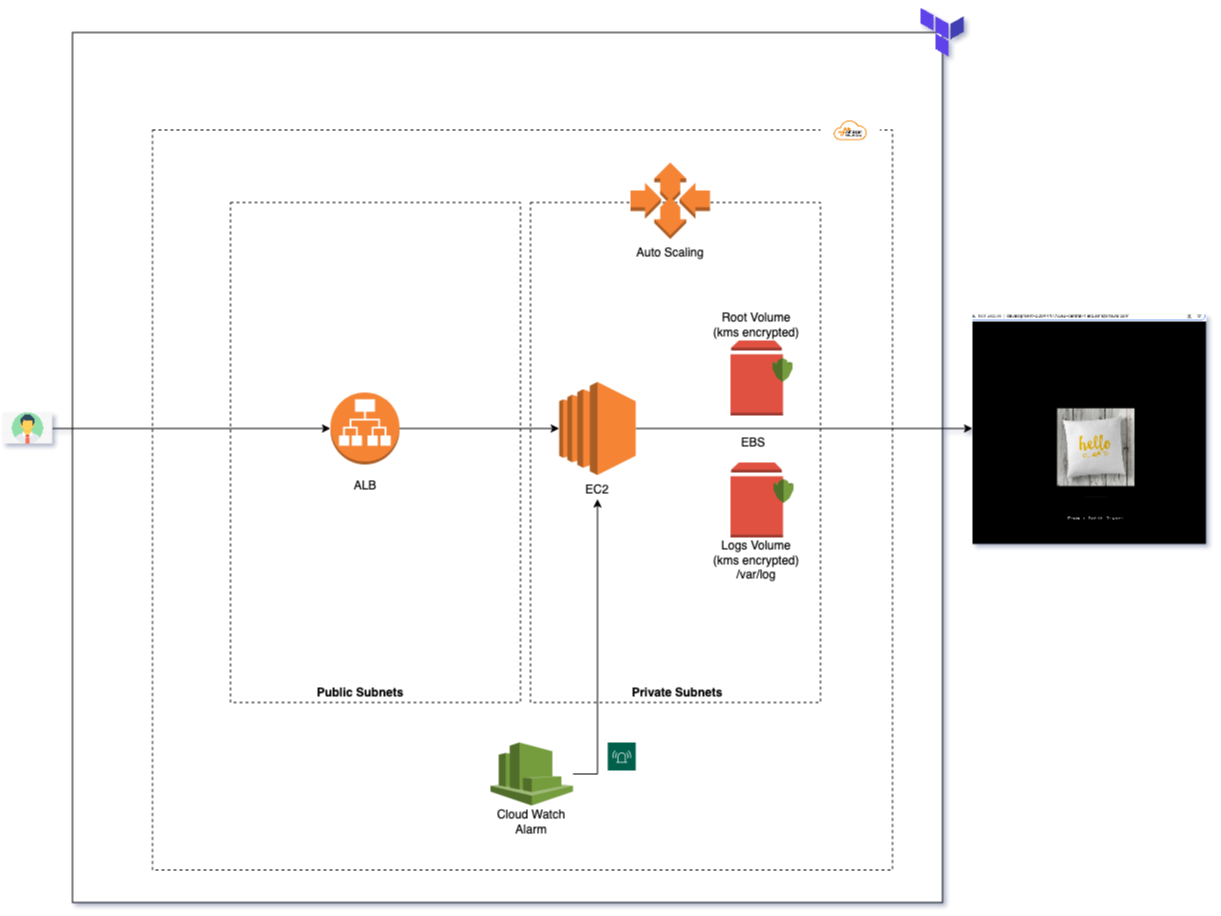 Auto Scaling
Root Volume
(kms encrypted)
EBS
ALB
EC2
Logs Volume
(kms encrypted)
/var/log
Public Subnets
Private Subnets
Cloud Watch
Alarm
hello